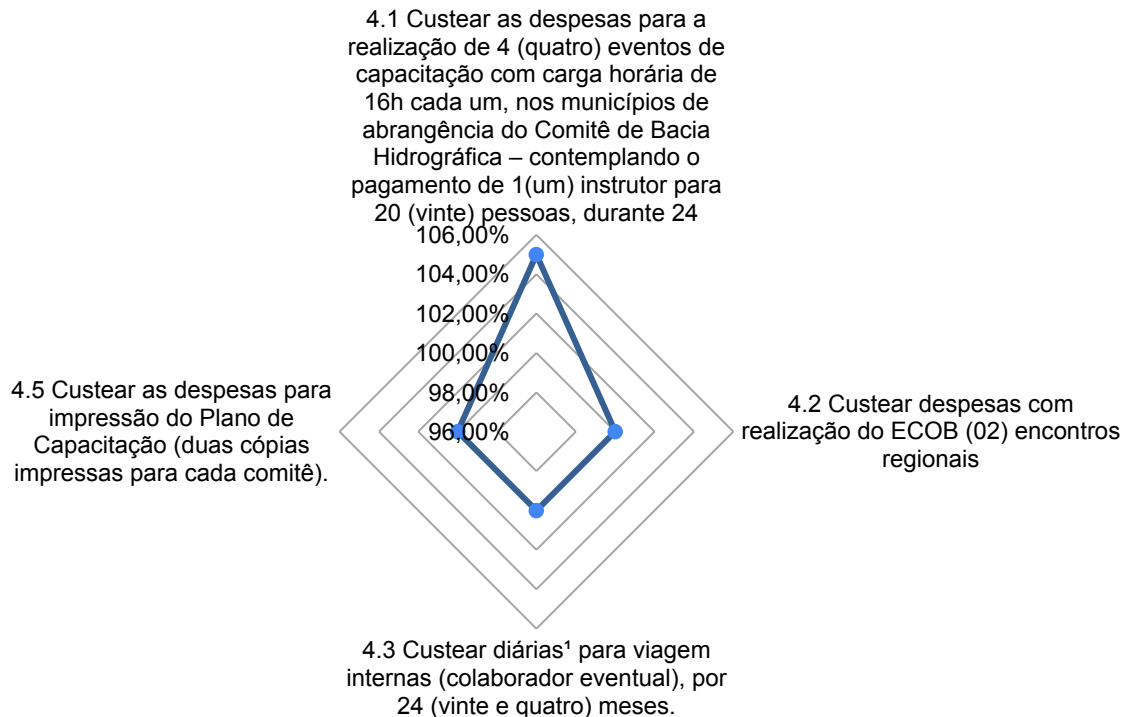 4.1 Custear as despesas para a
realização de 4 (quatro) eventos de
capacitação com carga horária de
16h cada um, nos municípios de
abrangência do Comitê de Bacia
Hidrográfica – contemplando o
pagamento de 1(um) instrutor para
20 (vinte) pessoas, durante 24
106,00%
104,00%
102,00%
100,00%
98,00%
96,00%
4.5 Custear as despesas para
impressão do Plano de
Capacitação (duas cópias
impressas para cada comitê).
4.2 Custear despesas com
realização do ECOB (02) encontros
regionais
4.3 Custear diárias¹ para viagem
internas (colaborador eventual), por
24 (vinte e quatro) meses.